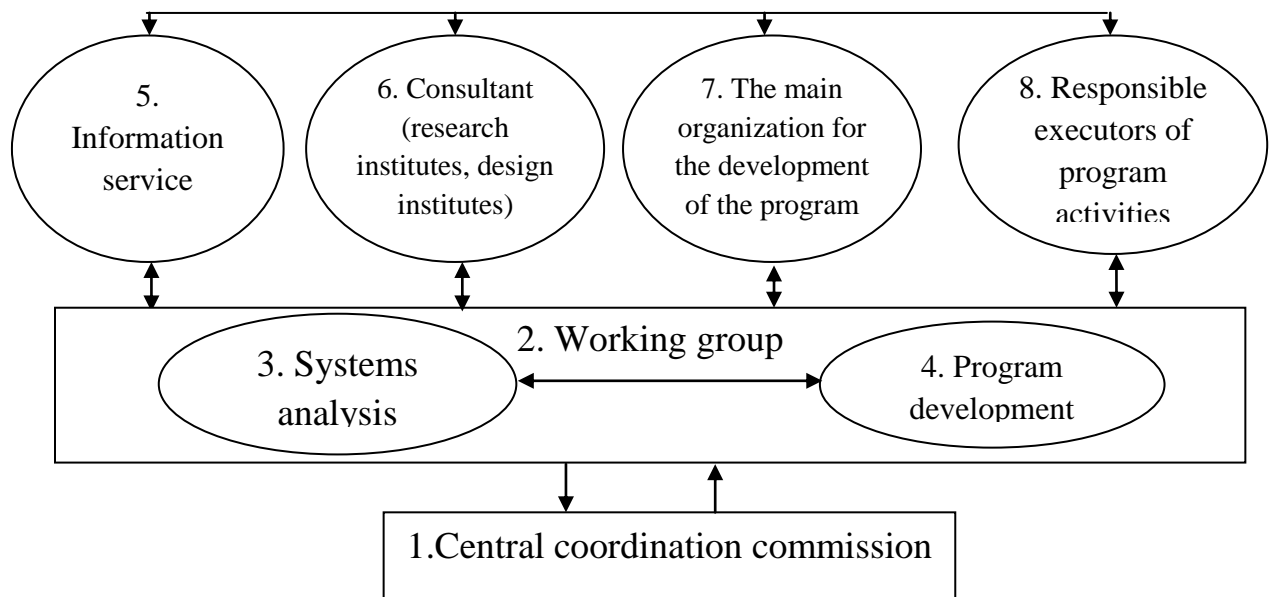 5.
Information
service
6. Consultant
(research
institutes, design
institutes)
7. The main
organization for
the development
of the program
8. Responsible
executors of
program
activities
2. Working group
3. Systems
analysis
4. Program
development
1.Central coordination commission